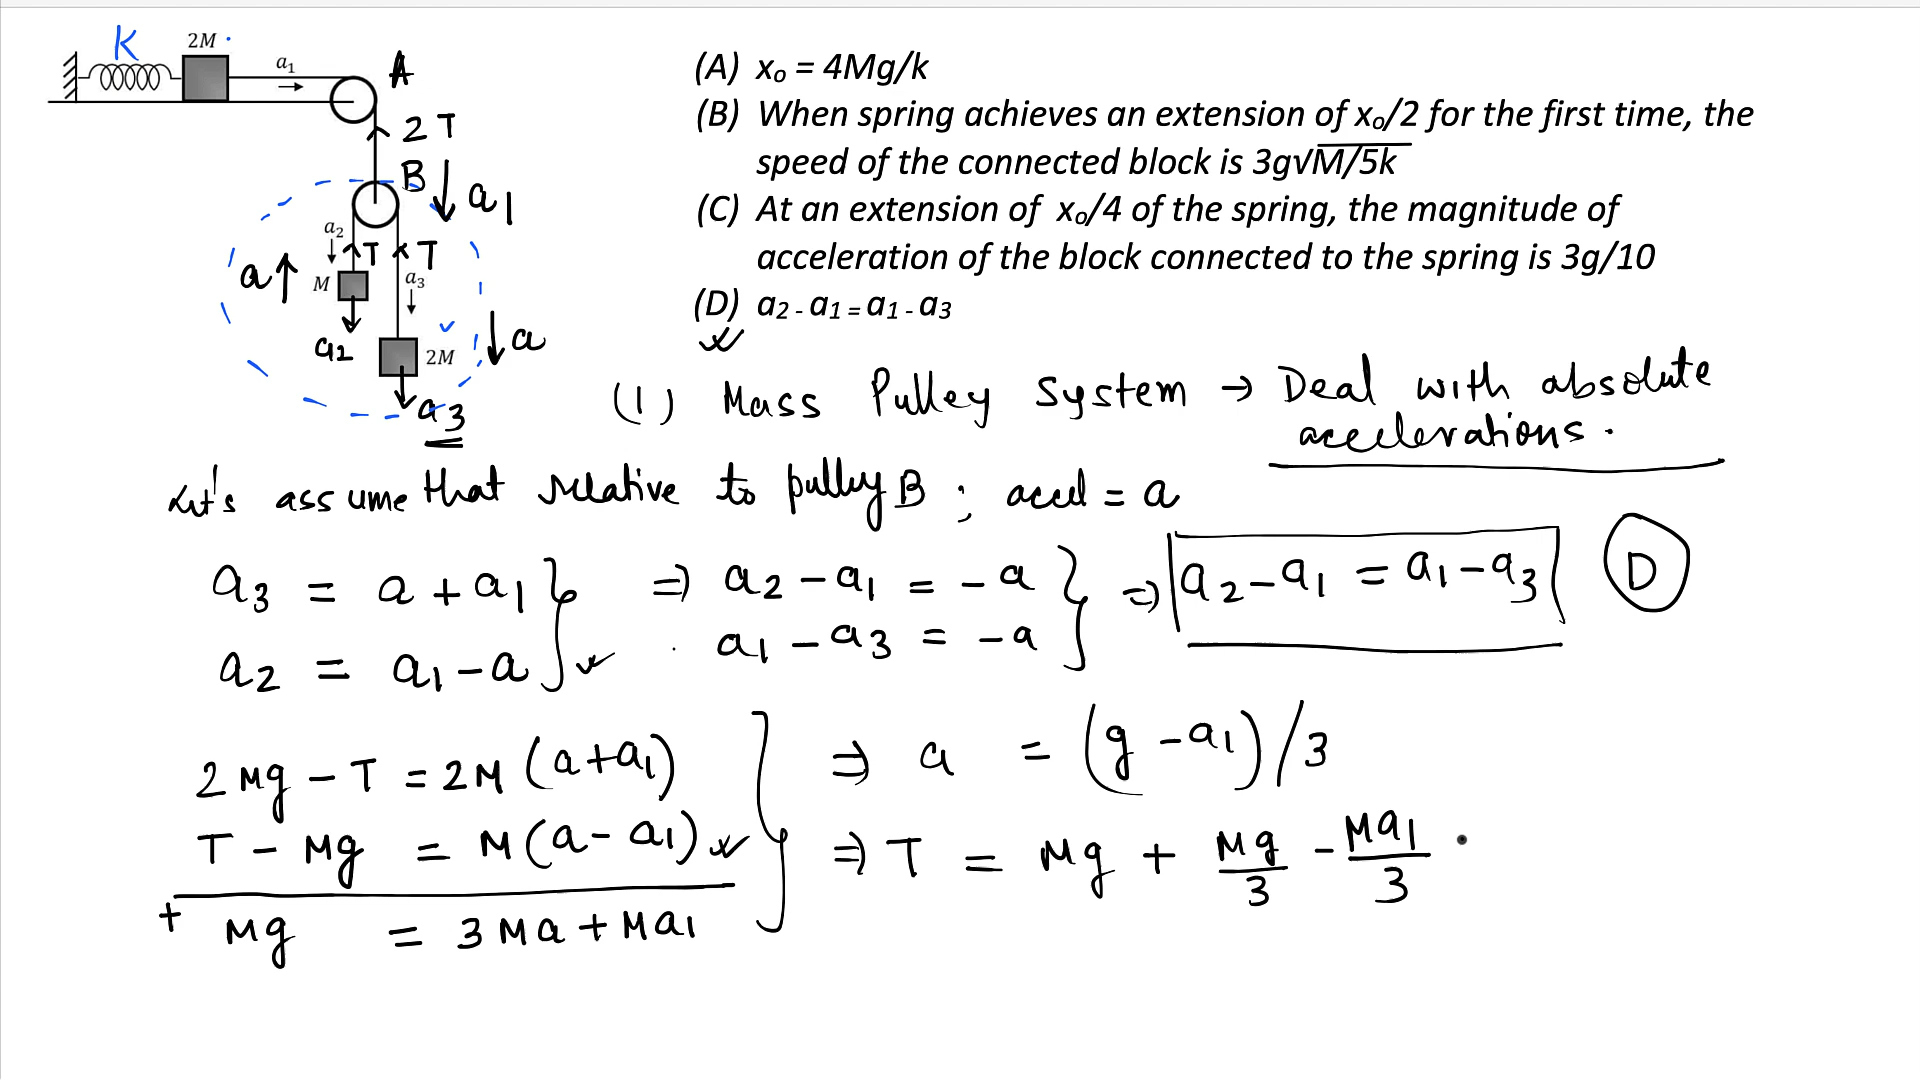 K 2M
a₁ A
2T
B a₁
a₂ T T
a M a₃
a₂ 2M a
a₃
(A) xₒ = 4Mg/k
(B) When spring achieves an extension of xₒ/2 for the first time, the
speed of the connected block is 3g√M/5k
(C) At an extension of xₒ/4 of the spring, the magnitude of
acceleration of the block connected to the spring is 3g/10
(D) a₂ - a₁ = a₁ - a₃
(1) Mass Pulley System → Deal with absolute
accelerations.
Let's assume that relative to pulley B ; accel = a
a₃ = a + a₁ } ⇒ a₂ - a₁ = - a } ⇒ a₂ - a₁ = a₁ - a₃ D
a₂ = a₁ - a a₁ - a₃ = - a
2Mg - T = 2M (a+a₁) } ⇒ a = (g - a₁)/3
T - Mg = M(a - a₁) ⇒ T = Mg + Mg/3 - Ma₁/3
+ Mg = 3Ma + Ma₁